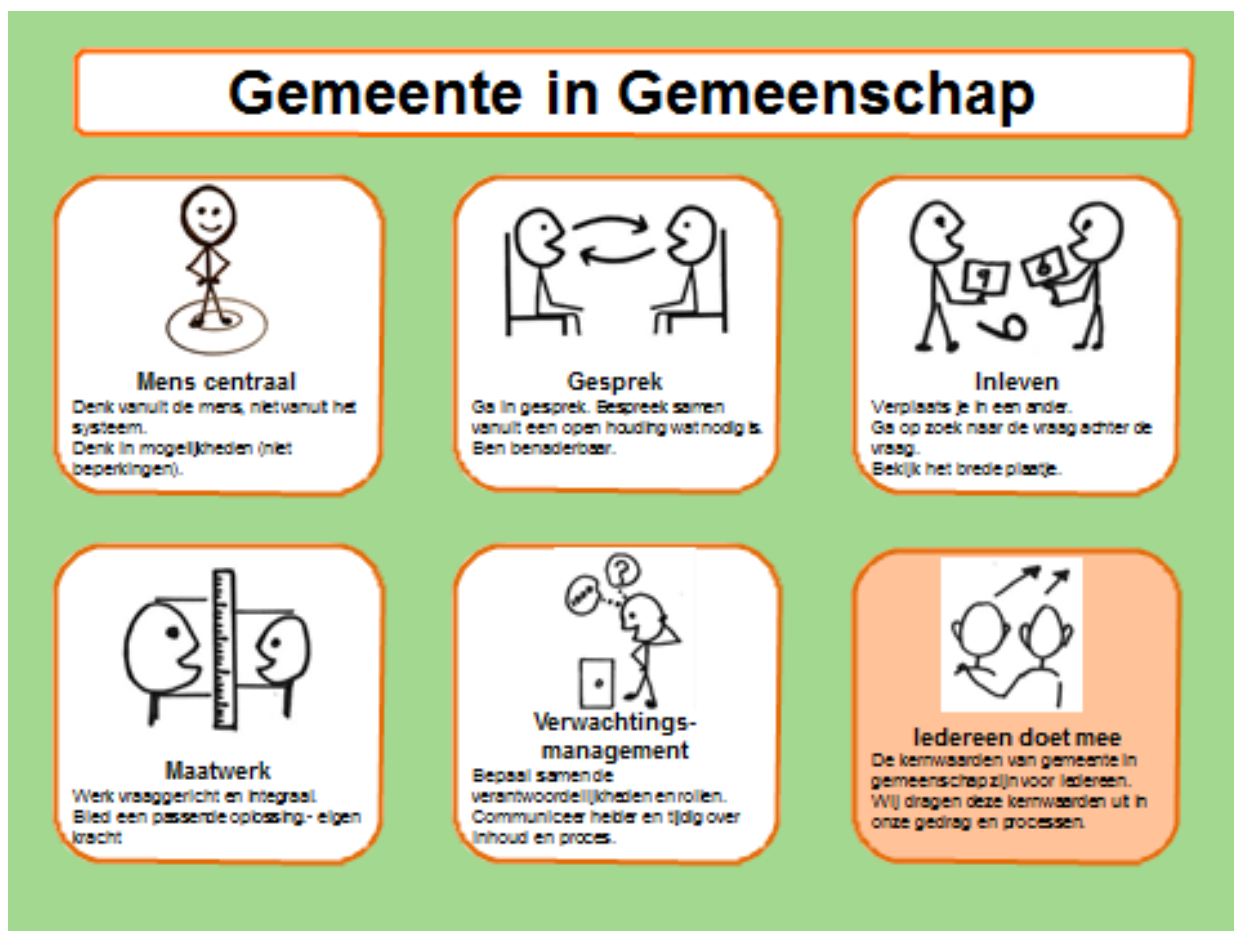 Gemeente in Gemeenschap
Mens centraal
Denk vanuit de mens, niet vanuit het
systeem.
Denk in mogelijkheden (niet
beperkingen).
Gesprek
Ga in gesprek. Bespreek samen
vanuit een open houding wat nodig is.
Ben benaderbaar.
9
6
Inleven
Verplaats je in een ander.
Ga op zoek naar de vraag achter de
vraag.
Bekijk het brede plaatje.
Maatwerk
Werk vraaggericht en integraal.
Bied een passende oplossing.- eigen
kracht
?
Verwachtings-
management
Bepaal samen de
verantwoordelijkheden en rollen.
Communiceer helder en tijdig over
inhoud en proces.
Iedereen doet mee
De kernwaarden van gemeente in
gemeenschap zijn voor iedereen.
Wij dragen deze kernwaarden uit in
onze gedrag en processen.